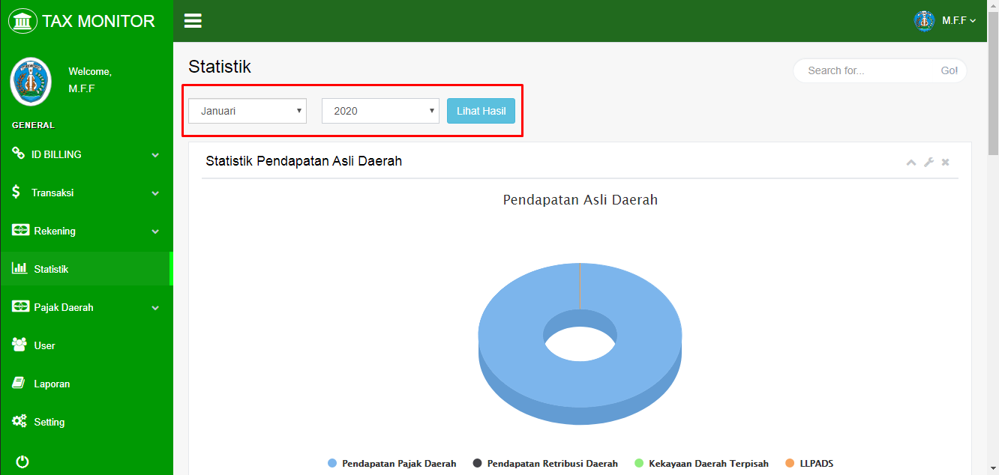 TAX MONITOR
M.F.F
Welcome,
M.F.F
GENERAL
ID BILLING
Transaksi
Rekening
Statistik
Pajak Daerah
User
Laporan
Setting
Statistik
Search for... Go!
Januari 2020 Lihat Hasil
Statistik Pendapatan Asli Daerah
Pendapatan Asli Daerah
Pendapatan Pajak Daerah Pendapatan Retribusi Daerah Kekayaan Daerah Terpisah LLPADS